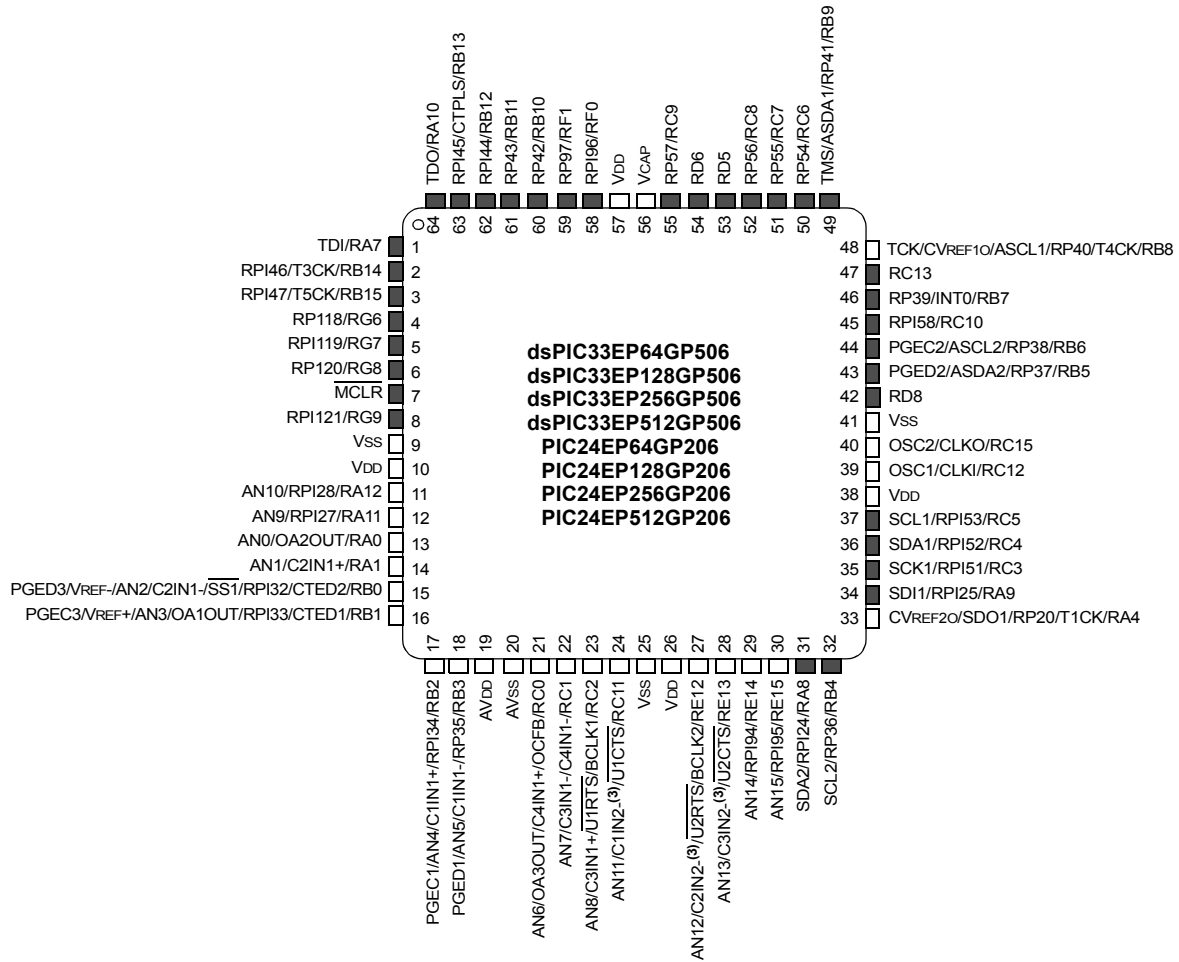 TDO/RA10
RPI45/CTPLS/RB13
RPI44/RB12
RP43/RB11
RP42/RB10
RP97/RF1
RPI96/RF0
VDD
VCAP
RP57/RC9
RD6
RD5
RP56/RC8
RP55/RC7
RP54/RC6
TMS/ASDA1/RP41/RB9
64 63 62 61 60 59 58 57 56 55 54 53 52 51 50 49
TDI/RA7 1
RPI46/T3CK/RB14 2
RPI47/T5CK/RB15 3
RP118/RG6 4
RPI119/RG7 5
RP120/RG8 6
MCLR 7
RPI121/RG9 8
VSS 9
VDD 10
AN10/RPI28/RA12 11
AN9/RPI27/RA11 12
AN0/OA2OUT/RA0 13
AN1/C2IN1+/RA1 14
PGED3/VREF-/AN2/C2IN1-/SS1/RPI32/CTED2/RB0 15
PGEC3/VREF+/AN3/OA1OUT/RPI33/CTED1/RB1 16
dsPIC33EP64GP506
dsPIC33EP128GP506
dsPIC33EP256GP506
dsPIC33EP512GP506
PIC24EP64GP206
PIC24EP128GP206
PIC24EP256GP206
PIC24EP512GP206
48 TCK/CVREF1O/ASCL1/RP40/T4CK/RB8
47 RC13
46 RP39/INT0/RB7
45 RPI58/RC10
44 PGEC2/ASCL2/RP38/RB6
43 PGED2/ASDA2/RP37/RB5
42 RD8
41 VSS
40 OSC2/CLKO/RC15
39 OSC1/CLKI/RC12
38 VDD
37 SCL1/RPI53/RC5
36 SDA1/RPI52/RC4
35 SCK1/RPI51/RC3
34 SDI1/RPI25/RA9
33 CVREF2O/SDO1/RP20/T1CK/RA4
17 18 19 20 21 22 23 24 25 26 27 28 29 30 31 32
PGEC1/AN4/C1IN1+/RPI34/RB2
PGED1/AN5/C1IN1-/RP35/RB3
AVDD
AVSS
AN6/OA3OUT/C4IN1+/OCFB/RC0
AN7/C3IN1-/C4IN1-/RC1
AN8/C3IN1+/U1RTS/BCLK1/RC2
AN11/C1IN2-(3)/U1CTS/RC11
VSS
VDD
AN12/C2IN2-(3)/U2RTS/BCLK2/RE12
AN13/C3IN2-(3)/U2CTS/RE13
AN14/RPI94/RE14
AN15/RPI95/RE15
SDA2/RPI24/RA8
SCL2/RP36/RB4